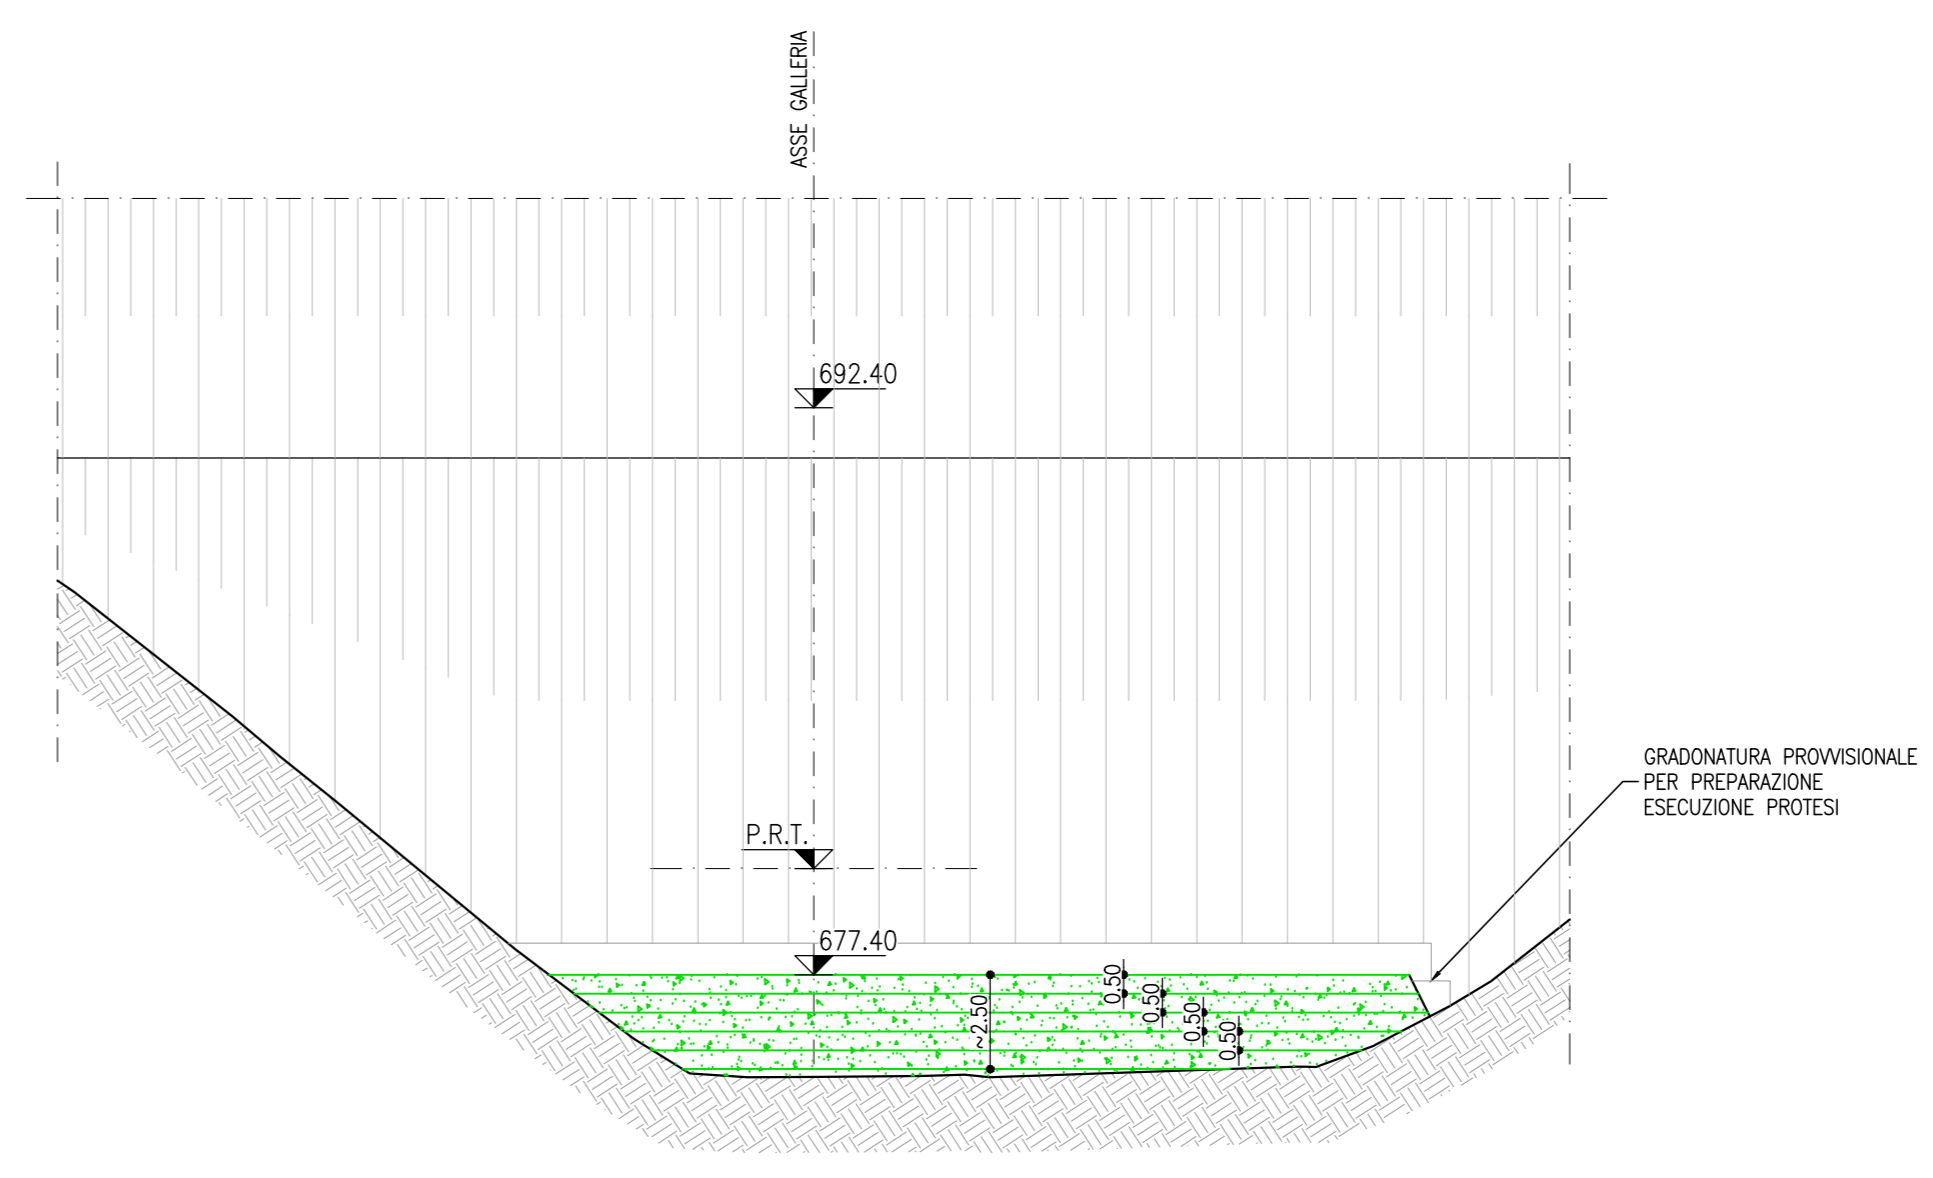 ASSE GALLERIA
692.40
GRADONATURA PROVVISIONALE
PER PREPARAZIONE
ESECUZIONE PROTESI
P.R.T.
677.40
~2.50
0.50
0.50
0.50
0.50